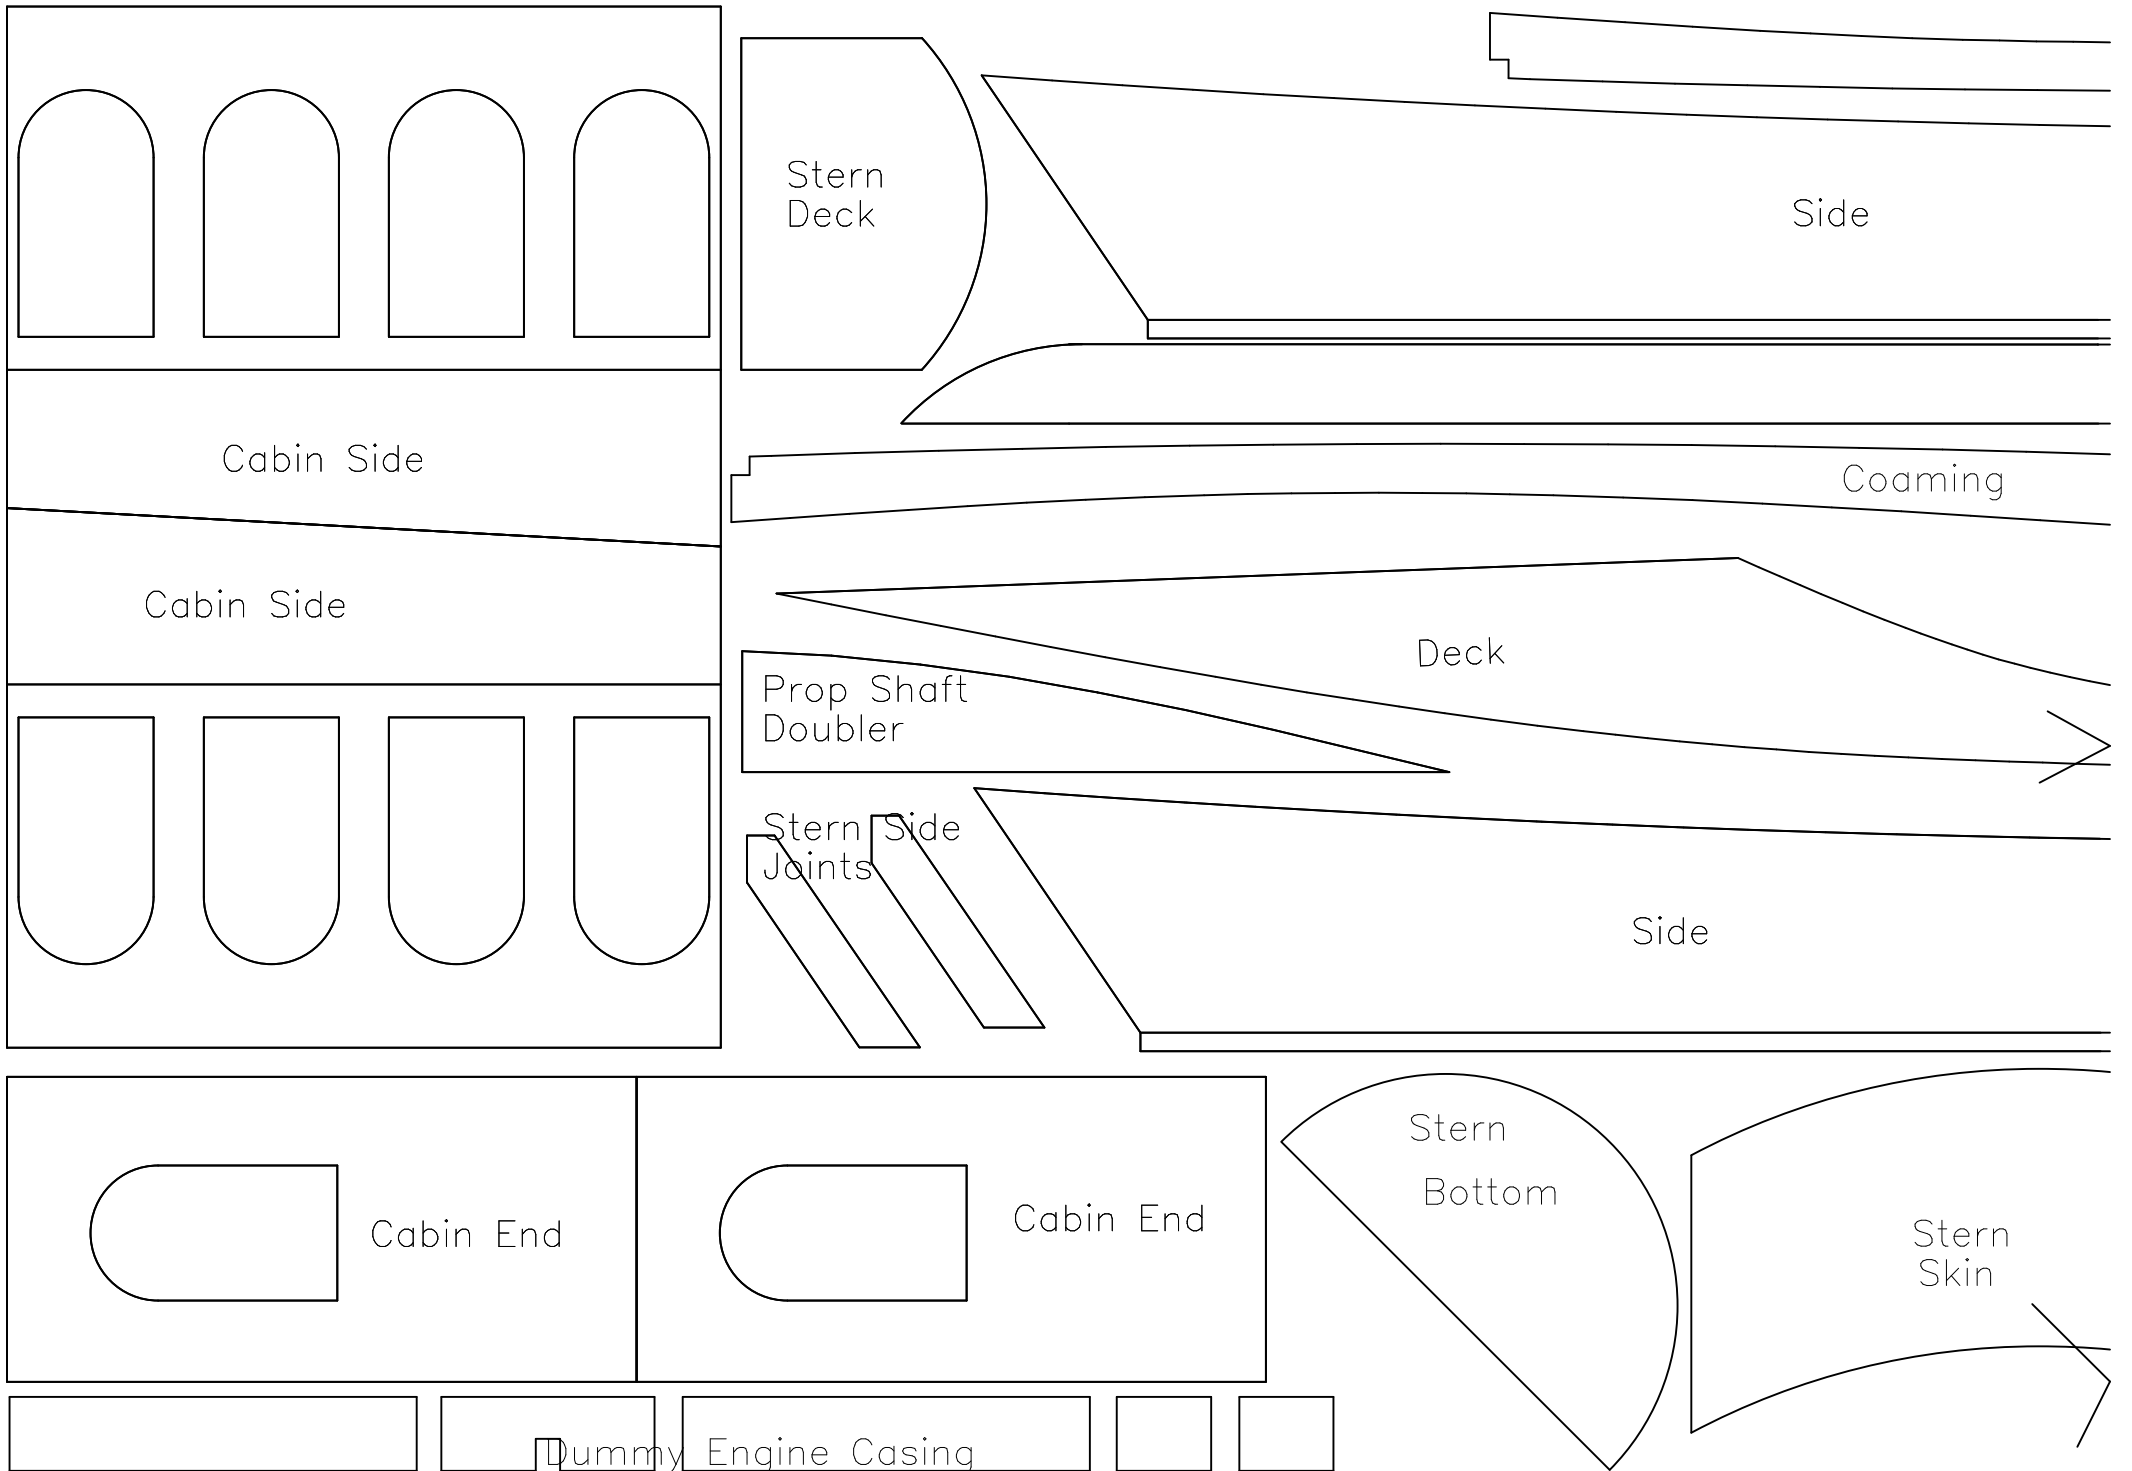 Stern
Deck
Side
Cabin Side
Coaming
Cabin Side
Deck
Prop Shaft
Doubler
Stern Side
Joints
Side
Stern
Bottom
Cabin End
Cabin End
Stern
Skin
Dummy Engine Casing